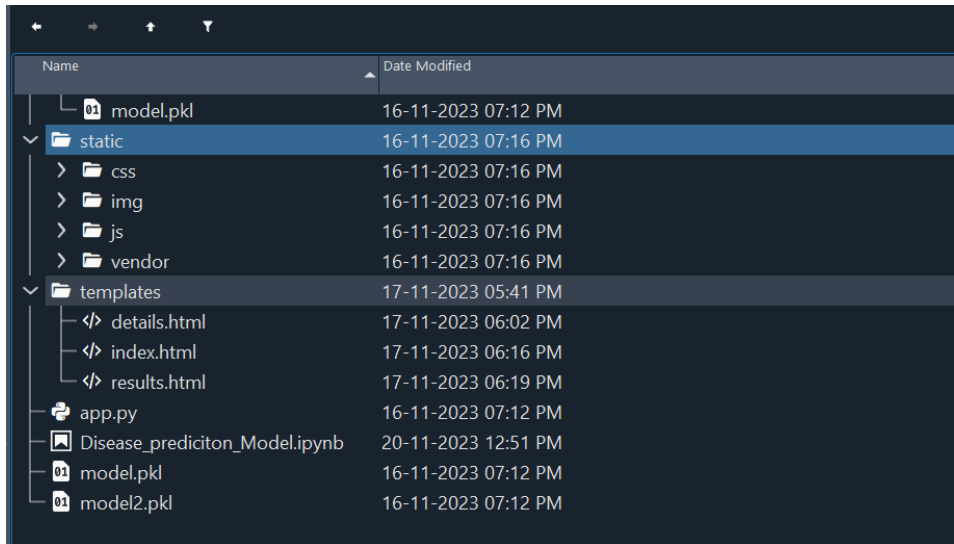 Name Date Modified
01 model.pkl 16-11-2023 07:12 PM
static 16-11-2023 07:16 PM
css 16-11-2023 07:16 PM
img 16-11-2023 07:16 PM
js 16-11-2023 07:16 PM
vendor 16-11-2023 07:16 PM
templates 17-11-2023 05:41 PM
</> details.html 17-11-2023 06:02 PM
</> index.html 17-11-2023 06:16 PM
</> results.html 17-11-2023 06:19 PM
app.py 16-11-2023 07:12 PM
Disease_prediciton_Model.ipynb 20-11-2023 12:51 PM
01 model.pkl 16-11-2023 07:12 PM
01 model2.pkl 16-11-2023 07:12 PM